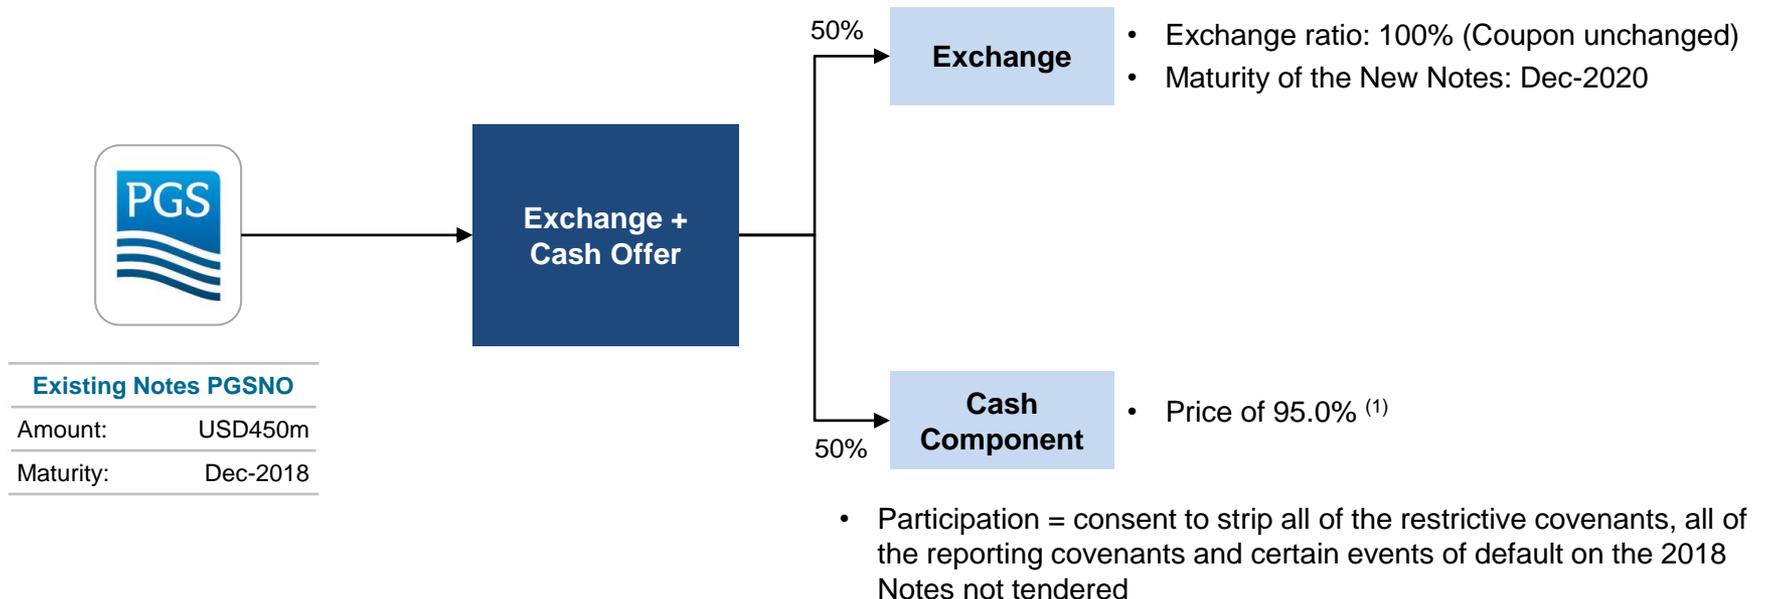 PGS
Existing Notes PGSNO
Amount: USD450m
Maturity: Dec-2018
Exchange +
Cash Offer
50%
Exchange
• Exchange ratio: 100% (Coupon unchanged)
• Maturity of the New Notes: Dec-2020
50%
Cash
Component
• Price of 95.0% (1)
• Participation = consent to strip all of the restrictive covenants, all of
the reporting covenants and certain events of default on the 2018
Notes not tendered